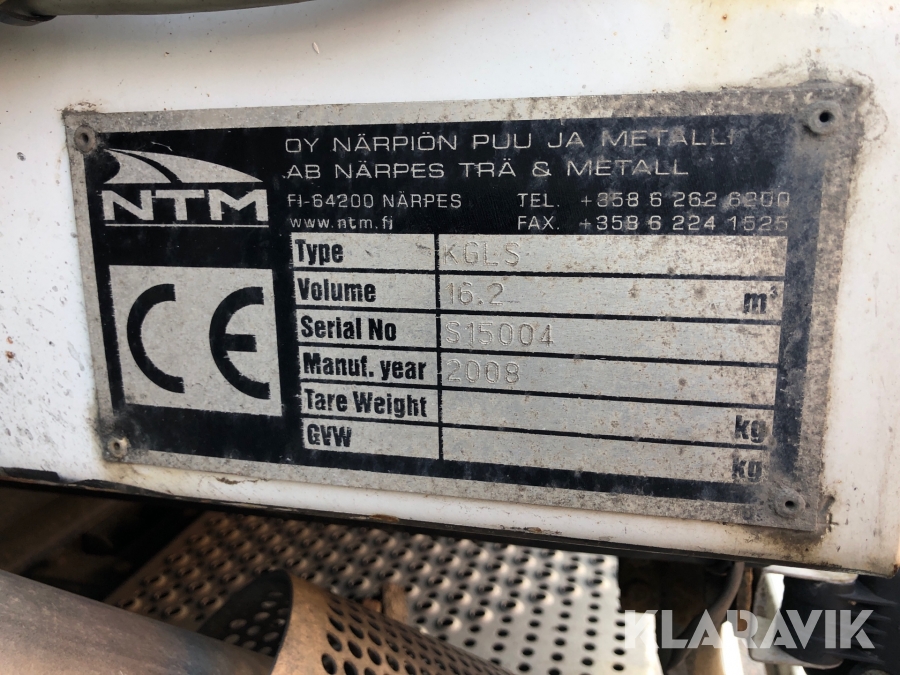 OY NÄRPIÖN PUU JA METALLI
AB NÄRPES TRÄ & METALL
NTM
FI-64200 NÄRPES TEL. +358 6 262 6200
www.ntm.fi FAX. +358 6 224 1525
CE
Type KGLS
Volume 16.2 m³
Serial No S15004
Manuf. year 2008
Tare Weight kg
GVW kg
KLARAVIK